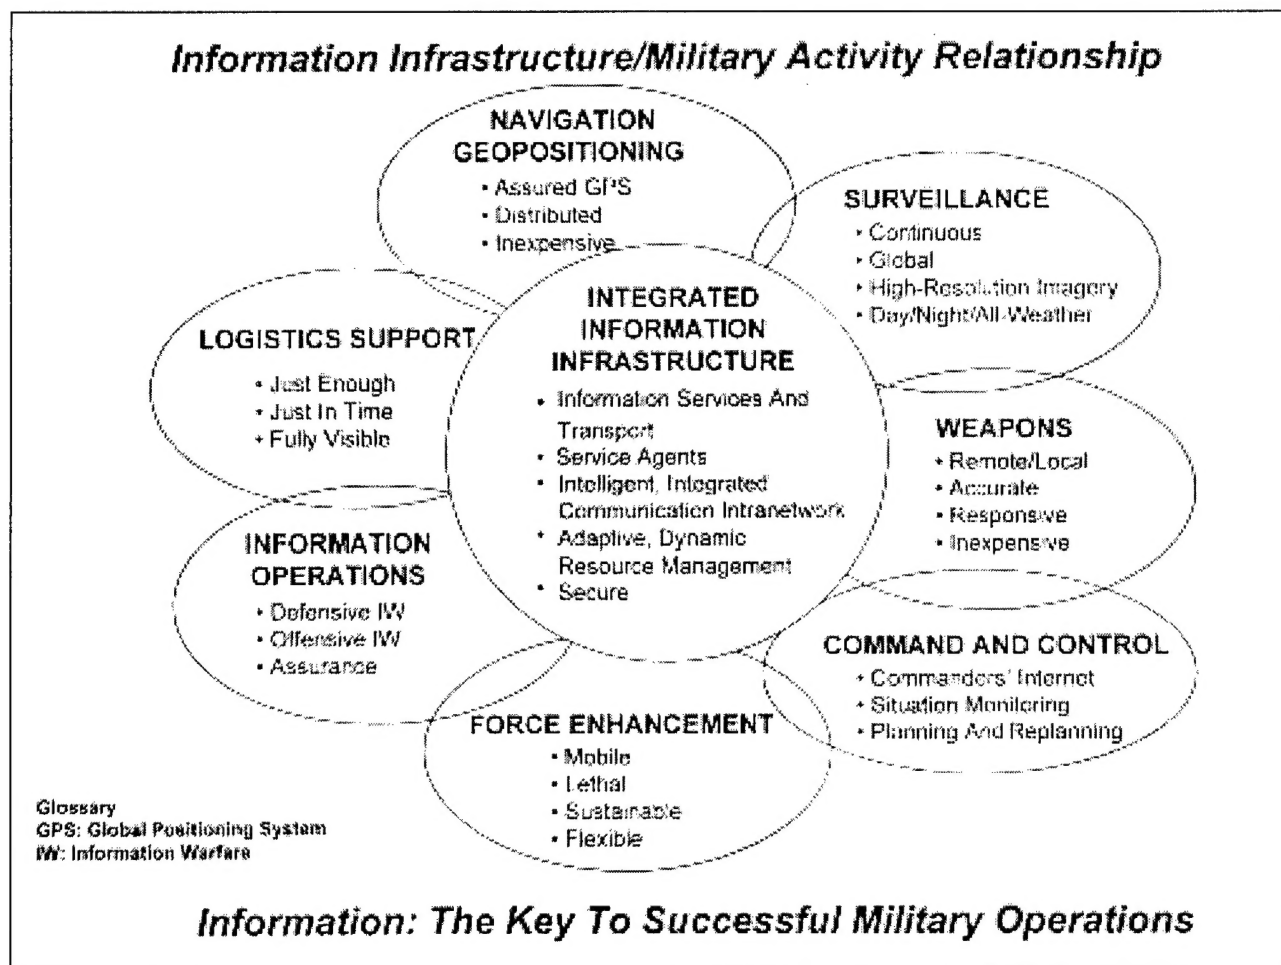 Information Infrastructure/Military Activity Relationship
NAVIGATION
GEOPOSITIONING
• Assured GPS
• Distributed
• Inexpensive
SURVEILLANCE
• Continuous
• Global
• High-Resolution Imagery
• Day/Night/All-Weather
INTEGRATED
INFORMATION
INFRASTRUCTURE
• Information Services And
Transport
• Service Agents
• Intelligent, Integrated
Communication Intranetwork
• Adaptive, Dynamic
Resource Management
• Secure
LOGISTICS SUPPORT
• Just Enough
• Just In Time
• Fully Visible
WEAPONS
• Remote/Local
• Accurate
• Responsive
• Inexpensive
INFORMATION
OPERATIONS
• Defensive IW
• Offensive IW
• Assurance
COMMAND AND CONTROL
• Commanders' Internet
• Situation Monitoring
• Planning And Replanning
FORCE ENHANCEMENT
• Mobile
• Lethal
• Sustainable
• Flexible
Glossary
GPS: Global Positioning System
IW: Information Warfare
Information: The Key To Successful Military Operations